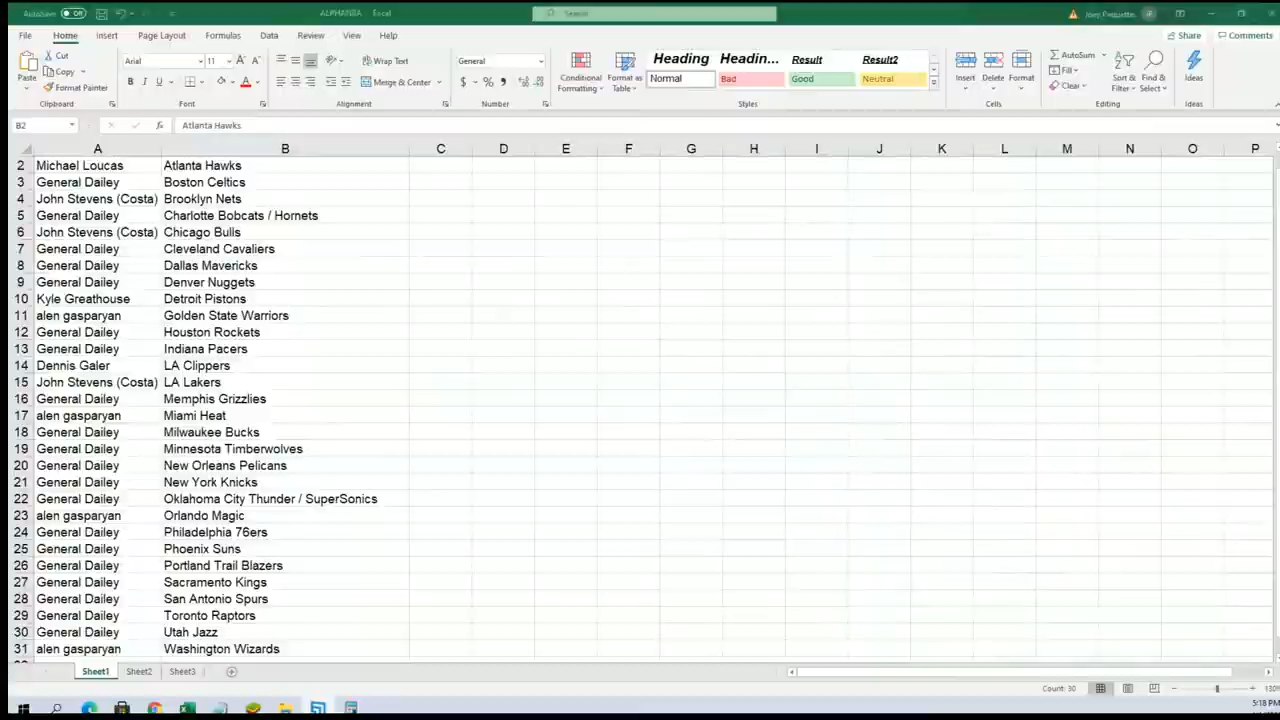 AutoSave Off ALPHANBA - Excel Search Joey Paquette JP
File Home Insert Page Layout Formulas Data Review View Help Share Comments
Paste Cut Copy Format Painter Clipboard
Arial 11 A A B I U A Font
Wrap Text Merge & Center Alignment
General $ % Number
Conditional Formatting Format as Table
Heading Headin... Result Result2
Normal Bad Good Neutral Styles
Insert Delete Format Cells
AutoSum Fill Clear Sort & Filter Find & Select Editing
Ideas Ideas
B2 fx Atlanta Hawks
A B C D E F G H I J K L M N O P
2 Michael Loucas Atlanta Hawks
3 General Dailey Boston Celtics
4 John Stevens (Costa) Brooklyn Nets
5 General Dailey Charlotte Bobcats / Hornets
6 John Stevens (Costa) Chicago Bulls
7 General Dailey Cleveland Cavaliers
8 General Dailey Dallas Mavericks
9 General Dailey Denver Nuggets
10 Kyle Greathouse Detroit Pistons
11 alen gasparyan Golden State Warriors
12 General Dailey Houston Rockets
13 General Dailey Indiana Pacers
14 Dennis Galer LA Clippers
15 John Stevens (Costa) LA Lakers
16 General Dailey Memphis Grizzlies
17 alen gasparyan Miami Heat
18 General Dailey Milwaukee Bucks
19 General Dailey Minnesota Timberwolves
20 General Dailey New Orleans Pelicans
21 General Dailey New York Knicks
22 General Dailey Oklahoma City Thunder / SuperSonics
23 alen gasparyan Orlando Magic
24 General Dailey Philadelphia 76ers
25 General Dailey Phoenix Suns
26 General Dailey Portland Trail Blazers
27 General Dailey Sacramento Kings
28 General Dailey San Antonio Spurs
29 General Dailey Toronto Raptors
30 General Dailey Utah Jazz
31 alen gasparyan Washington Wizards
Sheet1 Sheet2 Sheet3
Count: 30 130%
5:18 PM